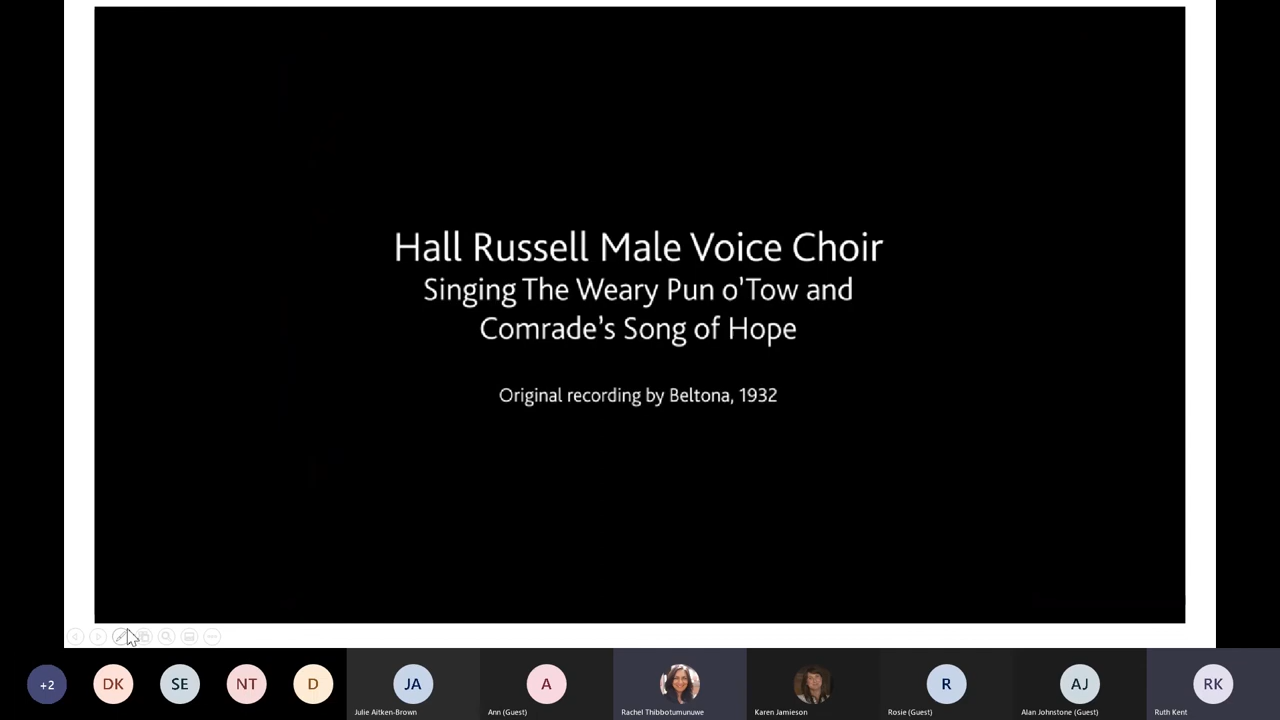 Hall Russell Male Voice Choir
Singing The Weary Pun o'Tow and
Comrade's Song of Hope
Original recording by Beltona, 1932
+2
DK
SE
NT
D
JA
A
R
AJ
RK
Julie Aitken-Brown
Ann (Guest)
Rachel Thibbotumunuwe
Karen Jamieson
Rosie (Guest)
Alan Johnstone (Guest)
Ruth Kent